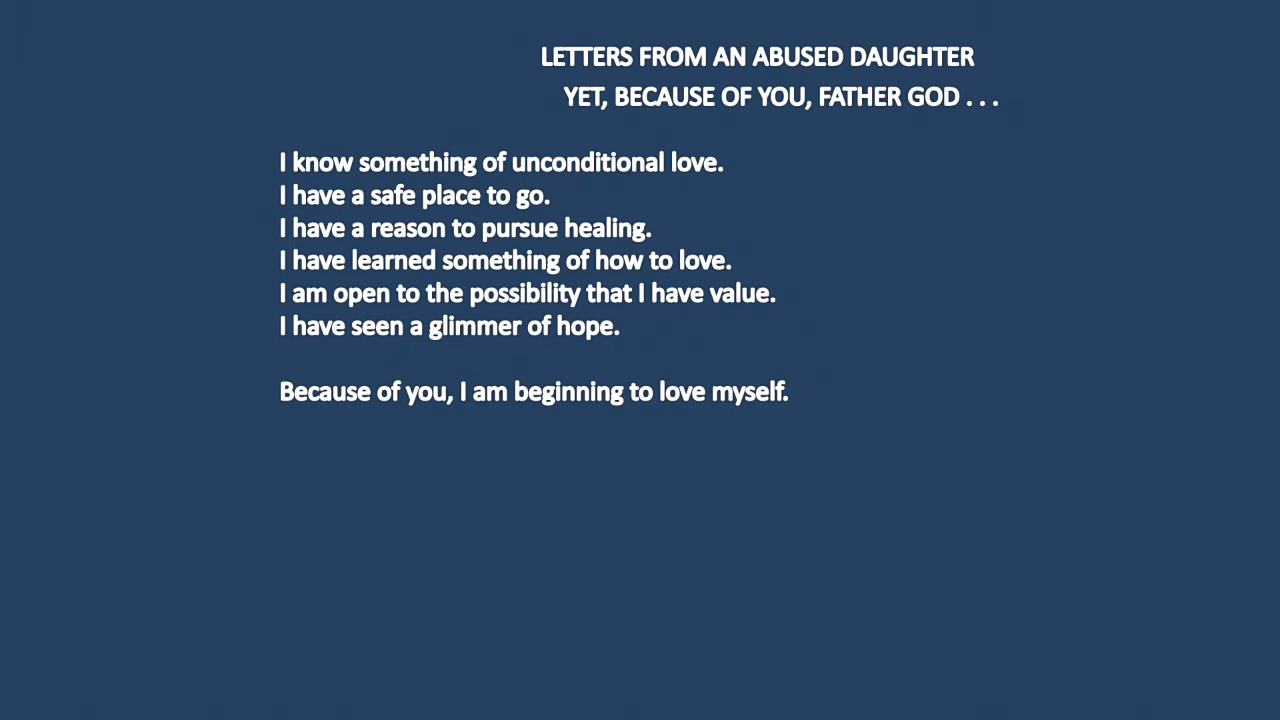 LETTERS FROM AN ABUSED DAUGHTER
YET, BECAUSE OF YOU, FATHER GOD . . .
I know something of unconditional love.
I have a safe place to go.
I have a reason to pursue healing.
I have learned something of how to love.
I am open to the possibility that I have value.
I have seen a glimmer of hope.
Because of you, I am beginning to love myself.